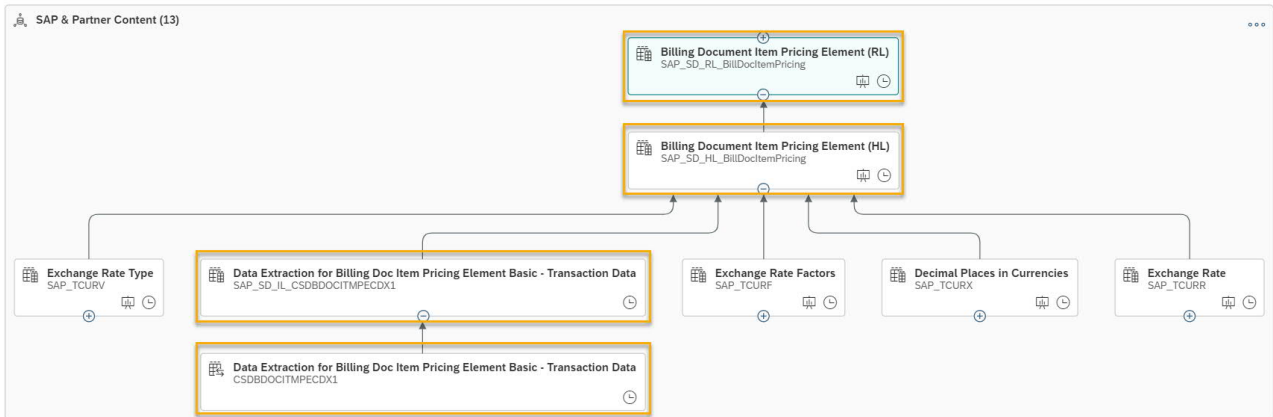 SAP & Partner Content (13)
Billing Document Item Pricing Element (RL)
SAP_SD_RL_BillDocItemPricing
Billing Document Item Pricing Element (HL)
SAP_SD_HL_BillDocItemPricing
Exchange Rate Type
SAP_TCURV
Data Extraction for Billing Doc Item Pricing Element Basic - Transaction Data
SAP_SD_IL_CSDBDOCITMPECDX1
Exchange Rate Factors
SAP_TCURF
Decimal Places in Currencies
SAP_TCURX
Exchange Rate
SAP_TCURR
Data Extraction for Billing Doc Item Pricing Element Basic - Transaction Data
CSDBDOCITMPECDX1